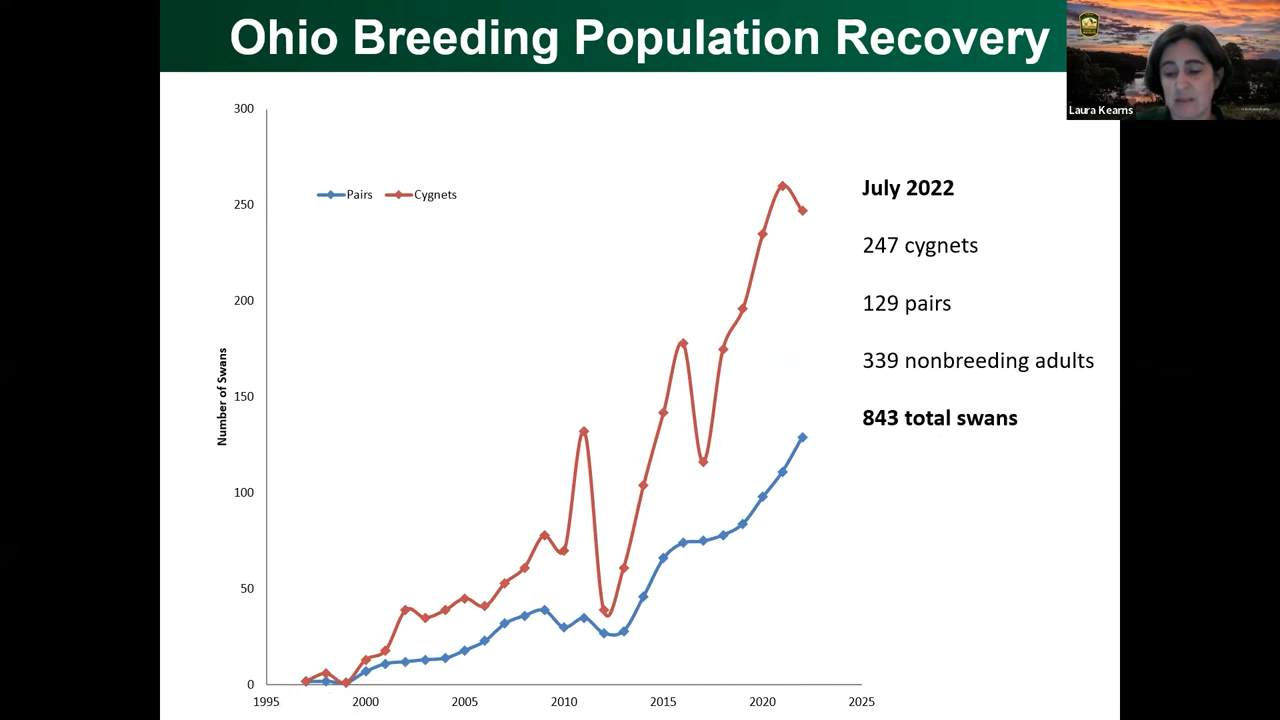 Ohio Breeding Population Recovery
Laura Kearns
300
250
200
150
100
50
0
Number of Swans
Pairs
Cygnets
1995
2000
2005
2010
2015
2020
2025
July 2022
247 cygnets
129 pairs
339 nonbreeding adults
843 total swans